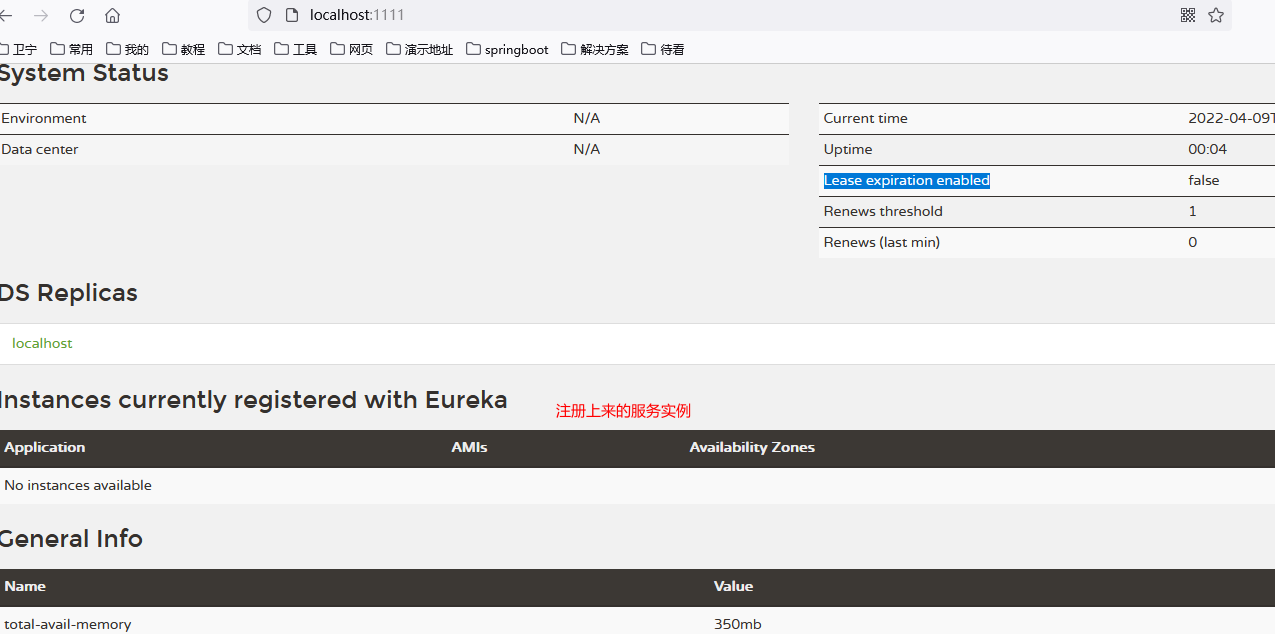 localhost:1111
卫宁 常用 我的 教程 文档 工具 网页 演示地址 springboot 解决方案 待看
System Status
Environment N/A
Data center N/A
Current time 2022-04-09T
Uptime 00:04
Lease expiration enabled false
Renews threshold 1
Renews (last min) 0
DS Replicas
localhost
Instances currently registered with Eureka
注册上来的服务实例
Application AMIs Availability Zones
No instances available
General Info
Name Value
total-avail-memory 350mb